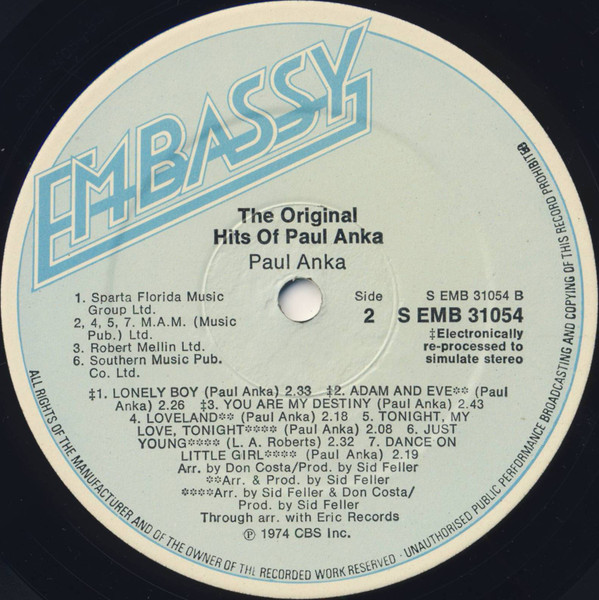 EMBASSY
The Original
Hits Of Paul Anka
Paul Anka
1. Sparta Florida Music
Group Ltd.
2, 4, 5, 7. M.A.M. (Music
Pub.) Ltd.
3. Robert Mellin Ltd.
6. Southern Music Pub.
Co. Ltd.
Side
2
S EMB 31054 B
S EMB 31054
‡Electronically
re-processed to
simulate stereo
‡1. LONELY BOY (Paul Anka) 2.33 ‡2. ADAM AND EVE** (Paul
Anka) 2.26 ‡3. YOU ARE MY DESTINY (Paul Anka) 2.43
4. LOVELAND** (Paul Anka) 2.18 5. TONIGHT, MY
LOVE, TONIGHT**** (Paul Anka) 2.08 6. JUST
YOUNG**** (L. A. Roberts) 2.32 7. DANCE ON
LITTLE GIRL**** (Paul Anka) 2.19
Arr. by Don Costa/Prod. by Sid Feller
**Arr. & Prod. by Sid Feller
****Arr. by Sid Feller & Don Costa/
Prod. by Sid Feller
Through arr. with Eric Records
℗ 1974 CBS Inc.
ALL RIGHTS OF THE MANUFACTURER AND OF THE OWNER OF THE RECORDED WORK RESERVED · UNAUTHORISED PUBLIC PERFORMANCE BROADCASTING AND COPYING OF THIS RECORD PROHIBITED